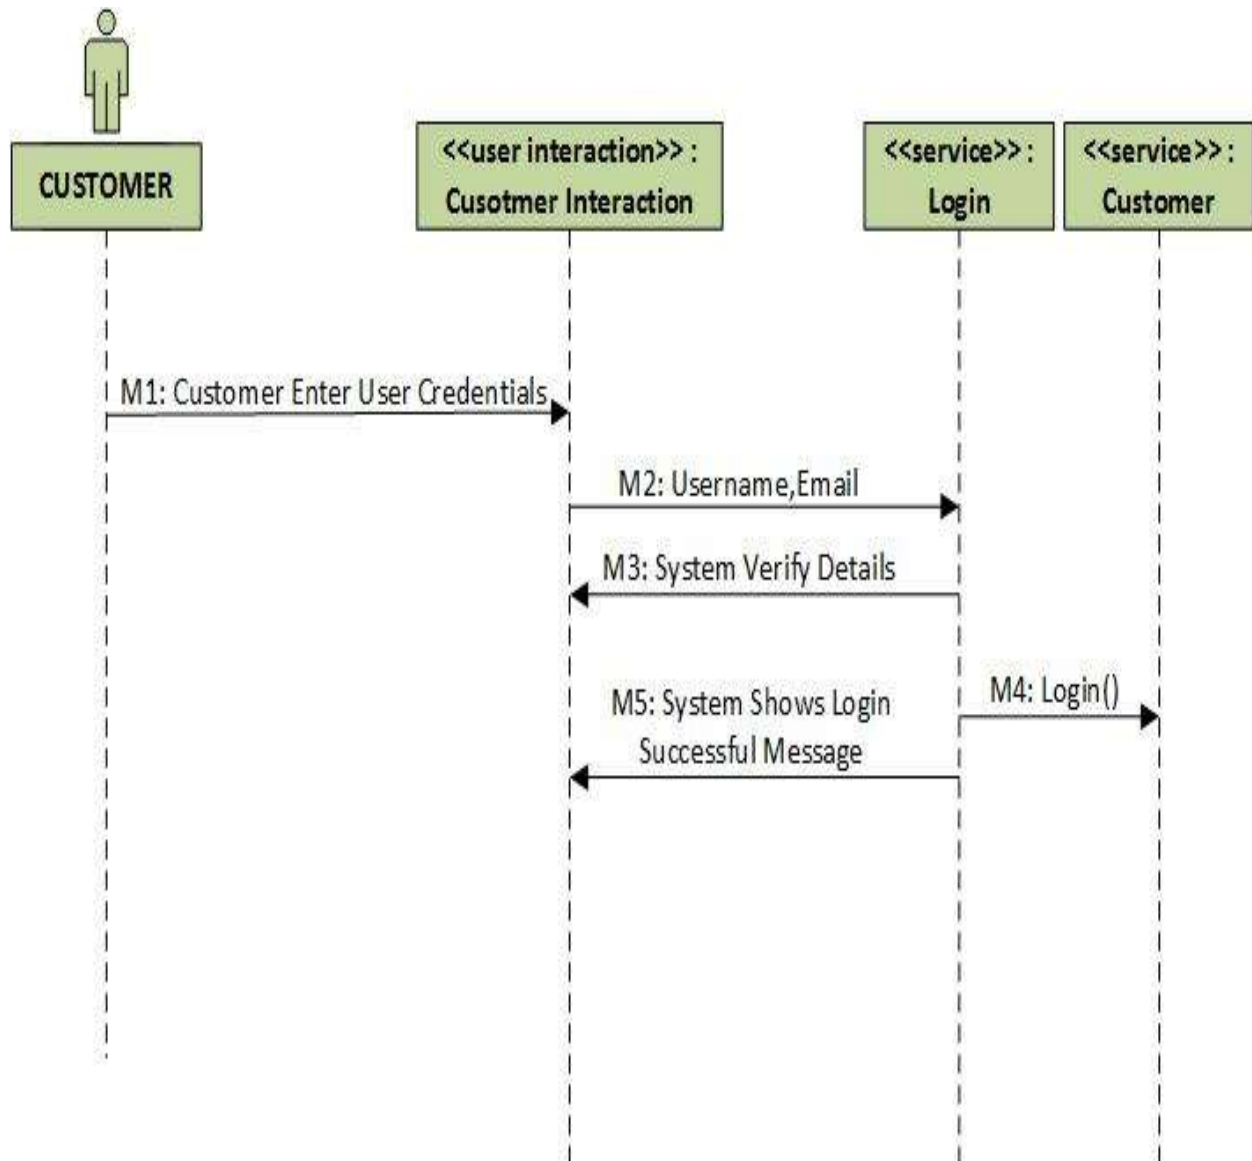 CUSTOMER
<<user interaction>> :
Cusotmer Interaction
<<service>> :
Login
<<service>> :
Customer
M1: Customer Enter User Credentials
M2: Username,Email
M3: System Verify Details
M4: Login()
M5: System Shows Login
Successful Message